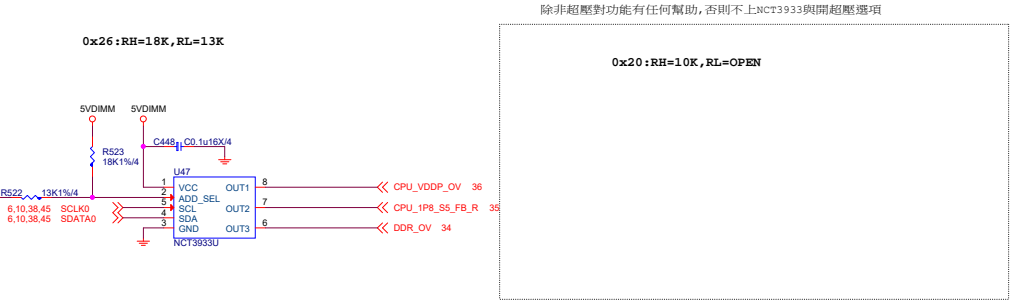 除非超壓對功能有任何幫助,否則不上NCT3933與開超壓選項
0x26:RH=18K,RL=13K
0x20:RH=10K,RL=OPEN
5VDIMM
5VDIMM
C448
C0.1u16X/4
R523
18K1%/4
U47
R522
13K1%/4
1
VCC
2
ADD_SEL
5
SCL
4
SDA
3
GND
OUT1
8
OUT2
7
OUT3
6
NCT3933U
6,10,38,45 SCLK0
6,10,38,45 SDATA0
CPU_VDDP_OV 36
CPU_1P8_S5_FB_R 35
DDR_OV 34